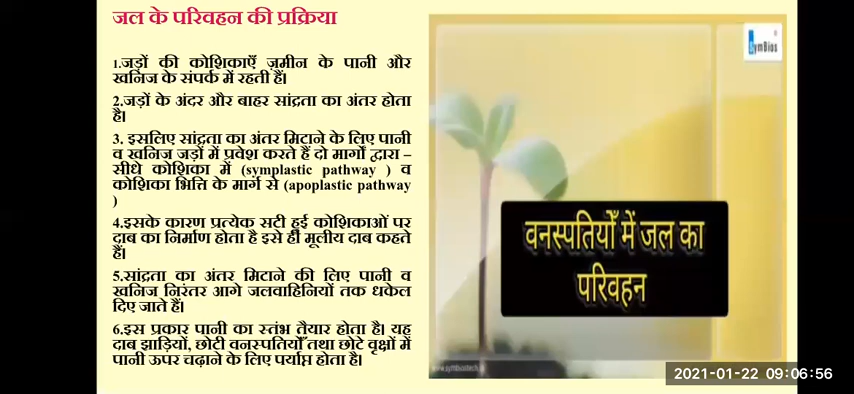 जल के परिवहन की प्रक्रिया
1.जड़ों की कोशिकाएँ ज़मीन के पानी और
खनिज के संपर्क में रहती हैं।
2.जड़ों के अंदर और बाहर सांद्रता का अंतर होता
है।
3. इसलिए सांद्रता का अंतर मिटाने के लिए पानी
व खनिज जड़ों में प्रवेश करते हैं दो मार्गों द्वारा –
सीधे कोशिका में (symplastic pathway ) व
कोशिका भित्ति के मार्ग से (apoplastic pathway
)
4.इसके कारण प्रत्येक सटी हुई कोशिकाओं पर
दाब का निर्माण होता है इसे ही मूलीय दाब कहते
हैं।
5.सांद्रता का अंतर मिटाने की लिए पानी व
खनिज निरंतर आगे जलवाहिनियों तक धकेल
दिए जाते हैं।
6.इस प्रकार पानी का स्तंभ तैयार होता है। यह
दाब झाड़ियों, छोटी वनस्पतियोँ तथा छोटे वृक्षों में
पानी ऊपर चढ़ाने के लिए पर्याप्त होता है।
SymBios
वनस्पतियोँ में जल का
परिवहन
2021-01-22 09:06:56